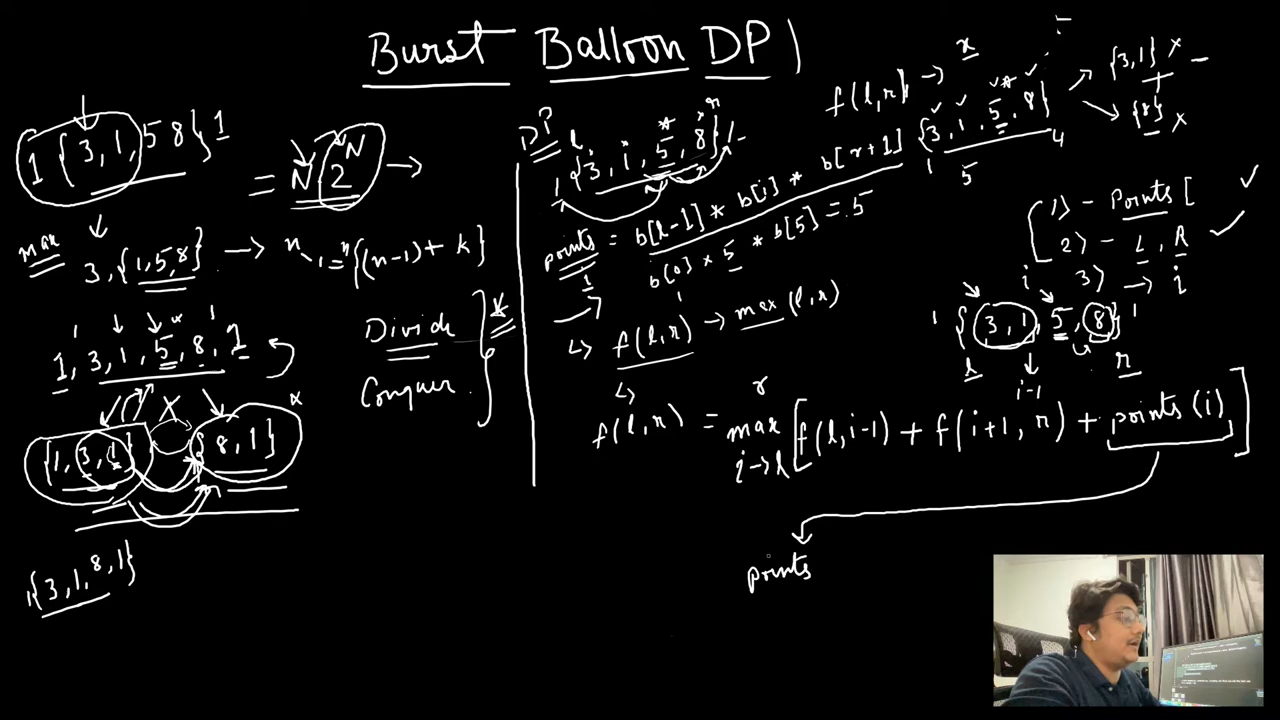 Burst Balloon DP
1 {3, 1, 5 8} 1
= N 2^N →
max
3, {1, 5, 8} →
{(n-1) + k}
1, 3, 1, 5, 8, 1
Divide
Conquer
{1, 3, 1}
{8, 1}
{3, 1, 8, 1}
DP
l, r
1 {3, 1, 5, 8} 1
points = b[l-1] * b[i] * b[r+1]
i
b[0] * 5 * b[5] = 5
↳ f(l,r) → max (l,r)
f(l,r) = max [f(l,i-1) + f(i+1, r) + points(i)]
r
i→l
points
f(l,r) → x
{3, 1, 5, 8}
1 5 4
{3,1} x
{8} x
1) - Points [
2) - L, R
3) → i
1 {3, 1, 5, 8} 1
l i-1 r